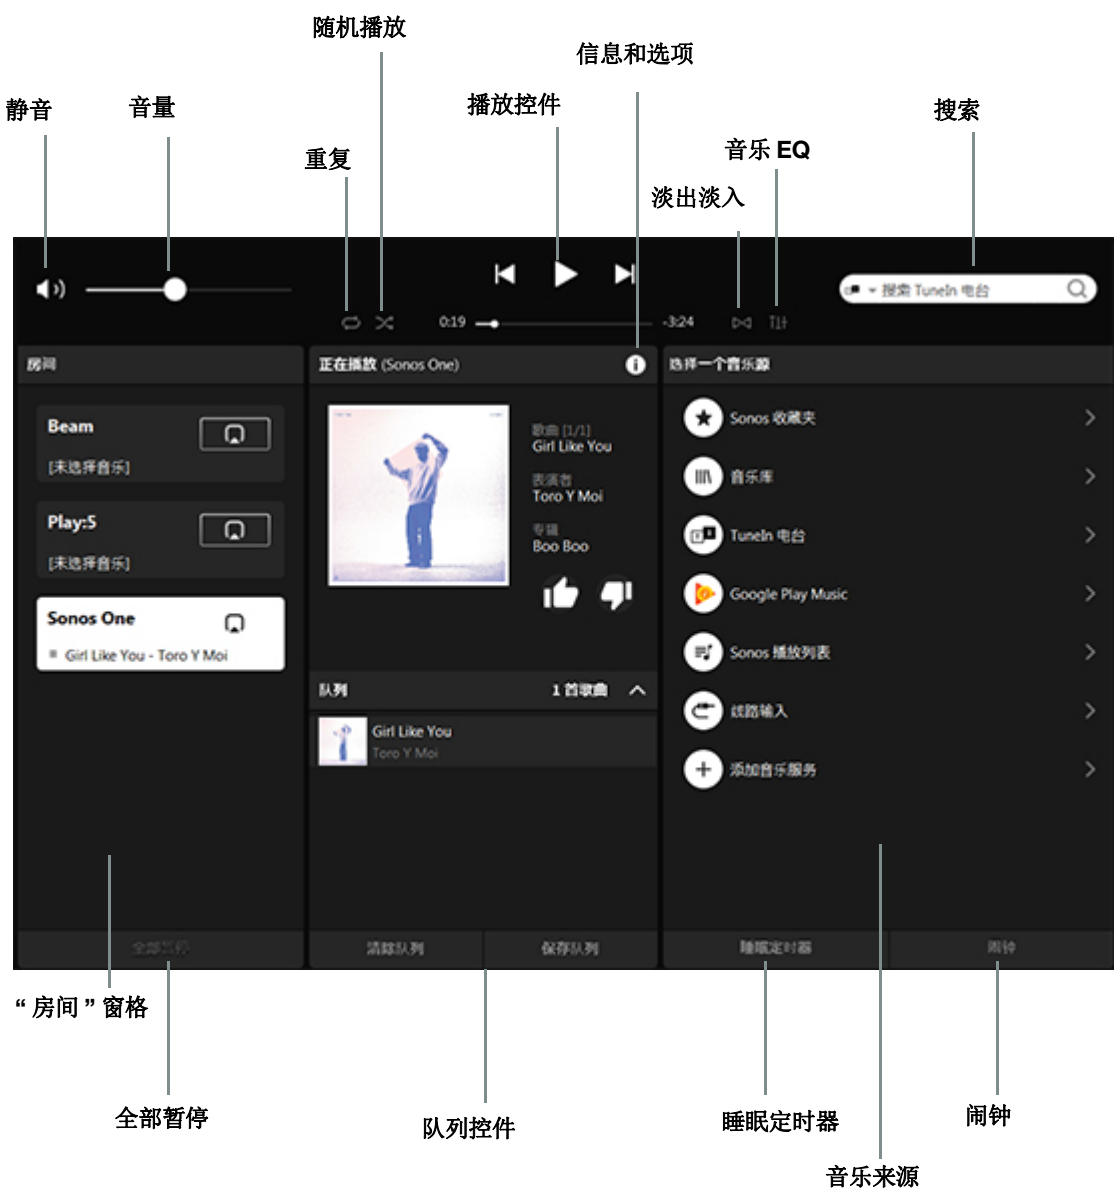 随机播放
信息和选项
静音
音量
播放控件
搜索
重复
音乐 EQ
淡出淡入
搜索 TuneIn 电台
0:19
-3:24
房间
正在播放 (Sonos One)
选择一个音乐源
Beam
[未选择音乐]
Play:5
[未选择音乐]
Sonos One
Girl Like You - Toro Y Moi
歌曲 [1/1]
Girl Like You
表演者
Toro Y Moi
专辑
Boo Boo
队列
1 首歌曲
Girl Like You
Toro Y Moi
Sonos 收藏夹
音乐库
TuneIn 电台
Google Play Music
Sonos 播放列表
线路输入
添加音乐服务
全部暂停
清除队列
保存队列
睡眠定时器
闹钟
“ 房间 ” 窗格
全部暂停
队列控件
睡眠定时器
闹钟
音乐来源